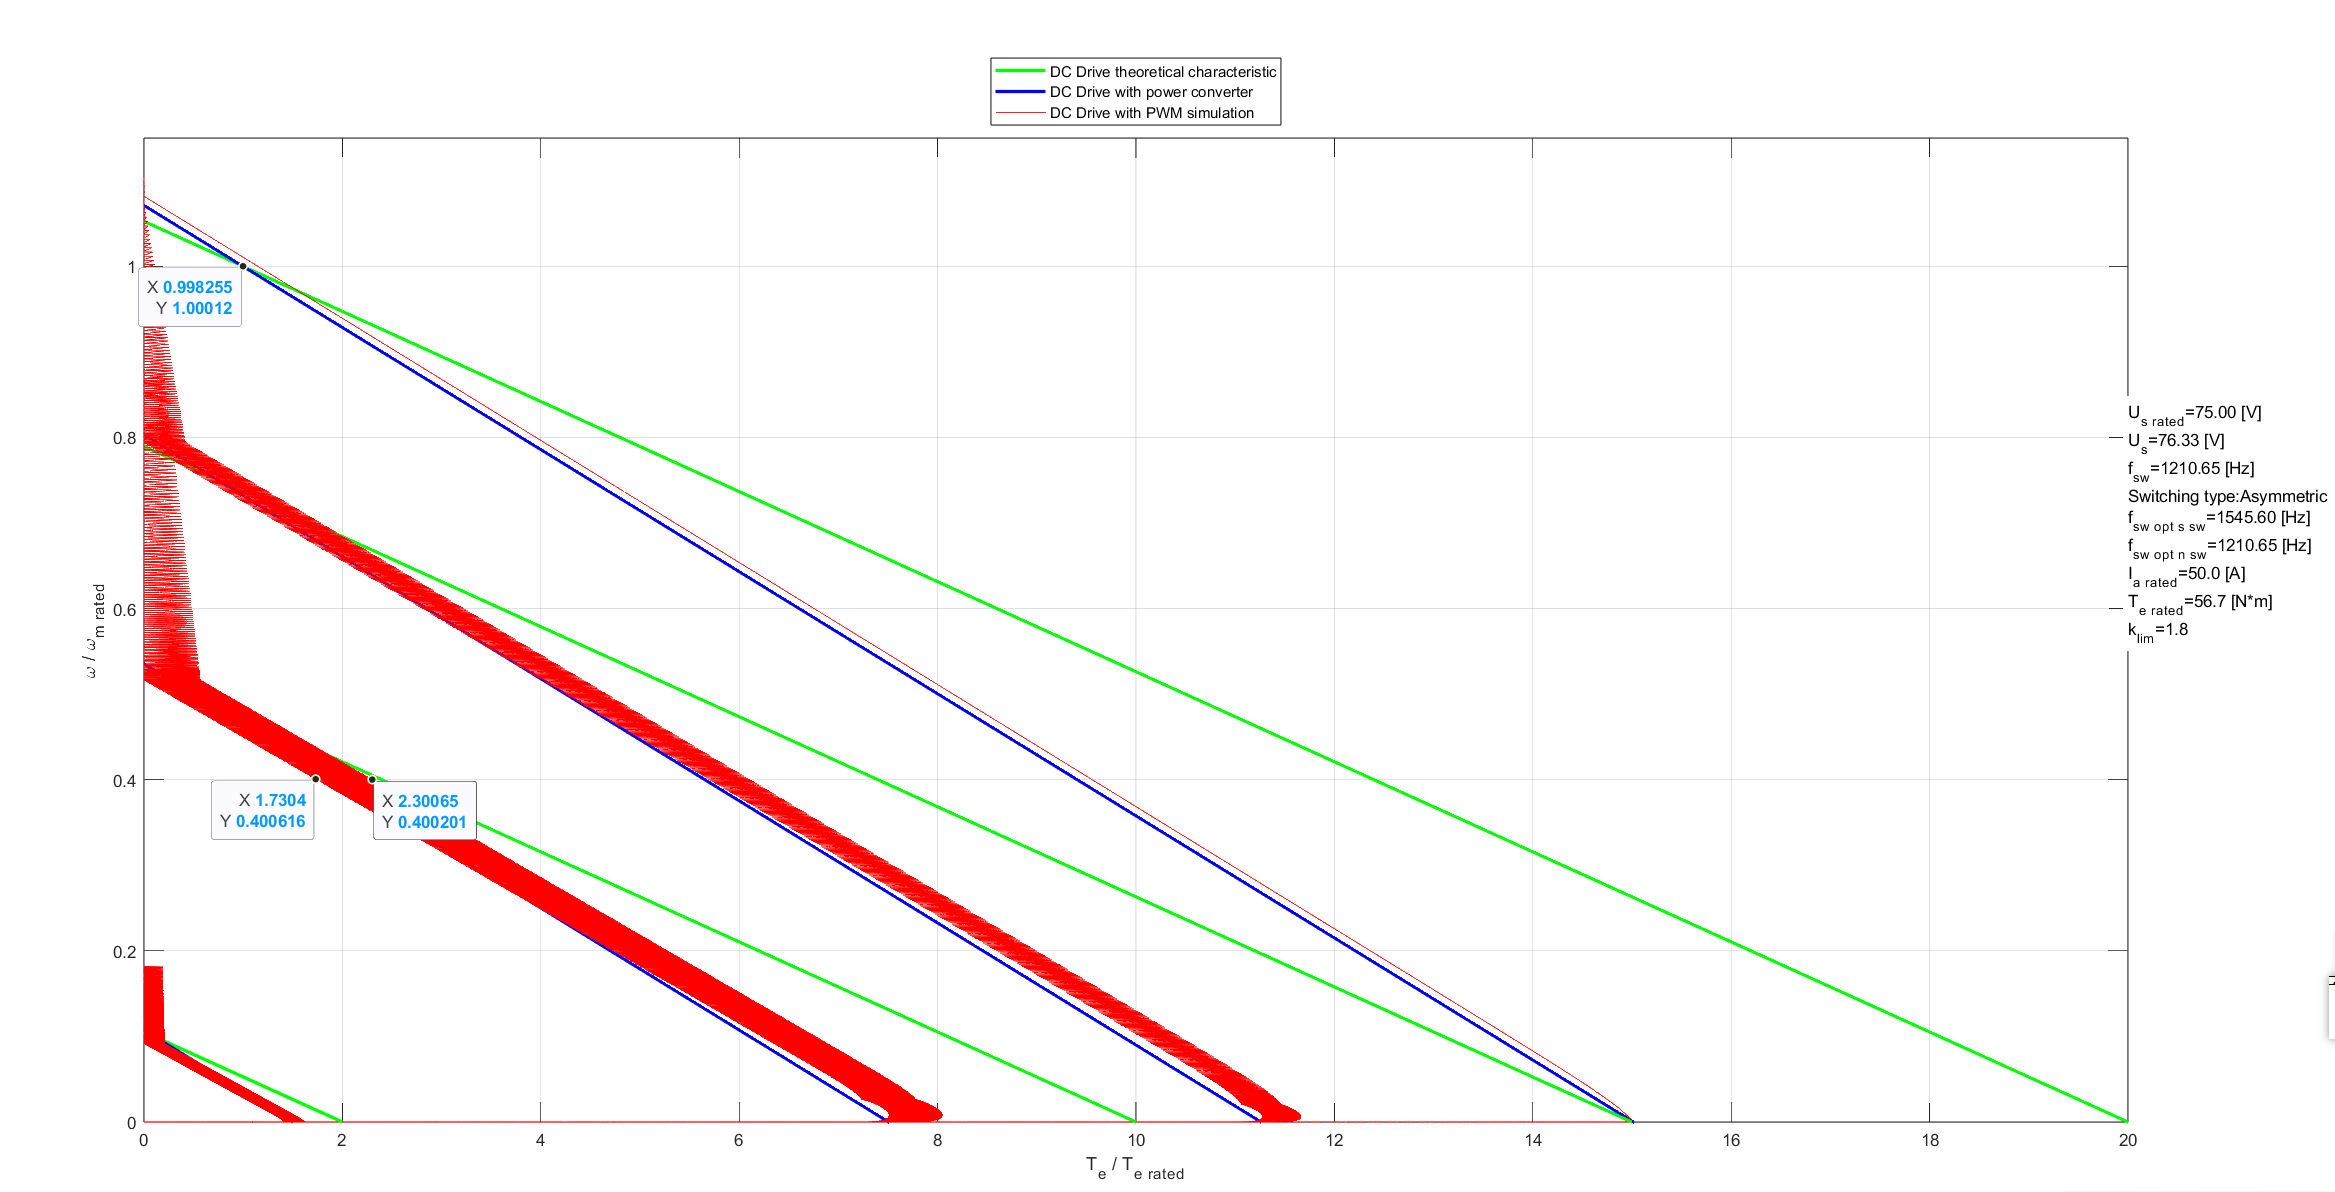 DC Drive theoretical characteristic
DC Drive with power converter
DC Drive with PWM simulation
1
0.8
0.6
0.4
0.2
0
X 0.998255
Y 1.00012
X 1.7304
Y 0.400616
X 2.30065
Y 0.400201
ω / ω m rated
U s rated=75.00 [V]
U s=76.33 [V]
f sw=1210.65 [Hz]
Switching type:Asymmetric
f sw opt s sw=1545.60 [Hz]
f sw opt n sw=1210.65 [Hz]
I a rated=50.0 [A]
T e rated=56.7 [N*m]
k lim=1.8
0 2 4 6 8 10 12 14 16 18 20
T e / T e rated